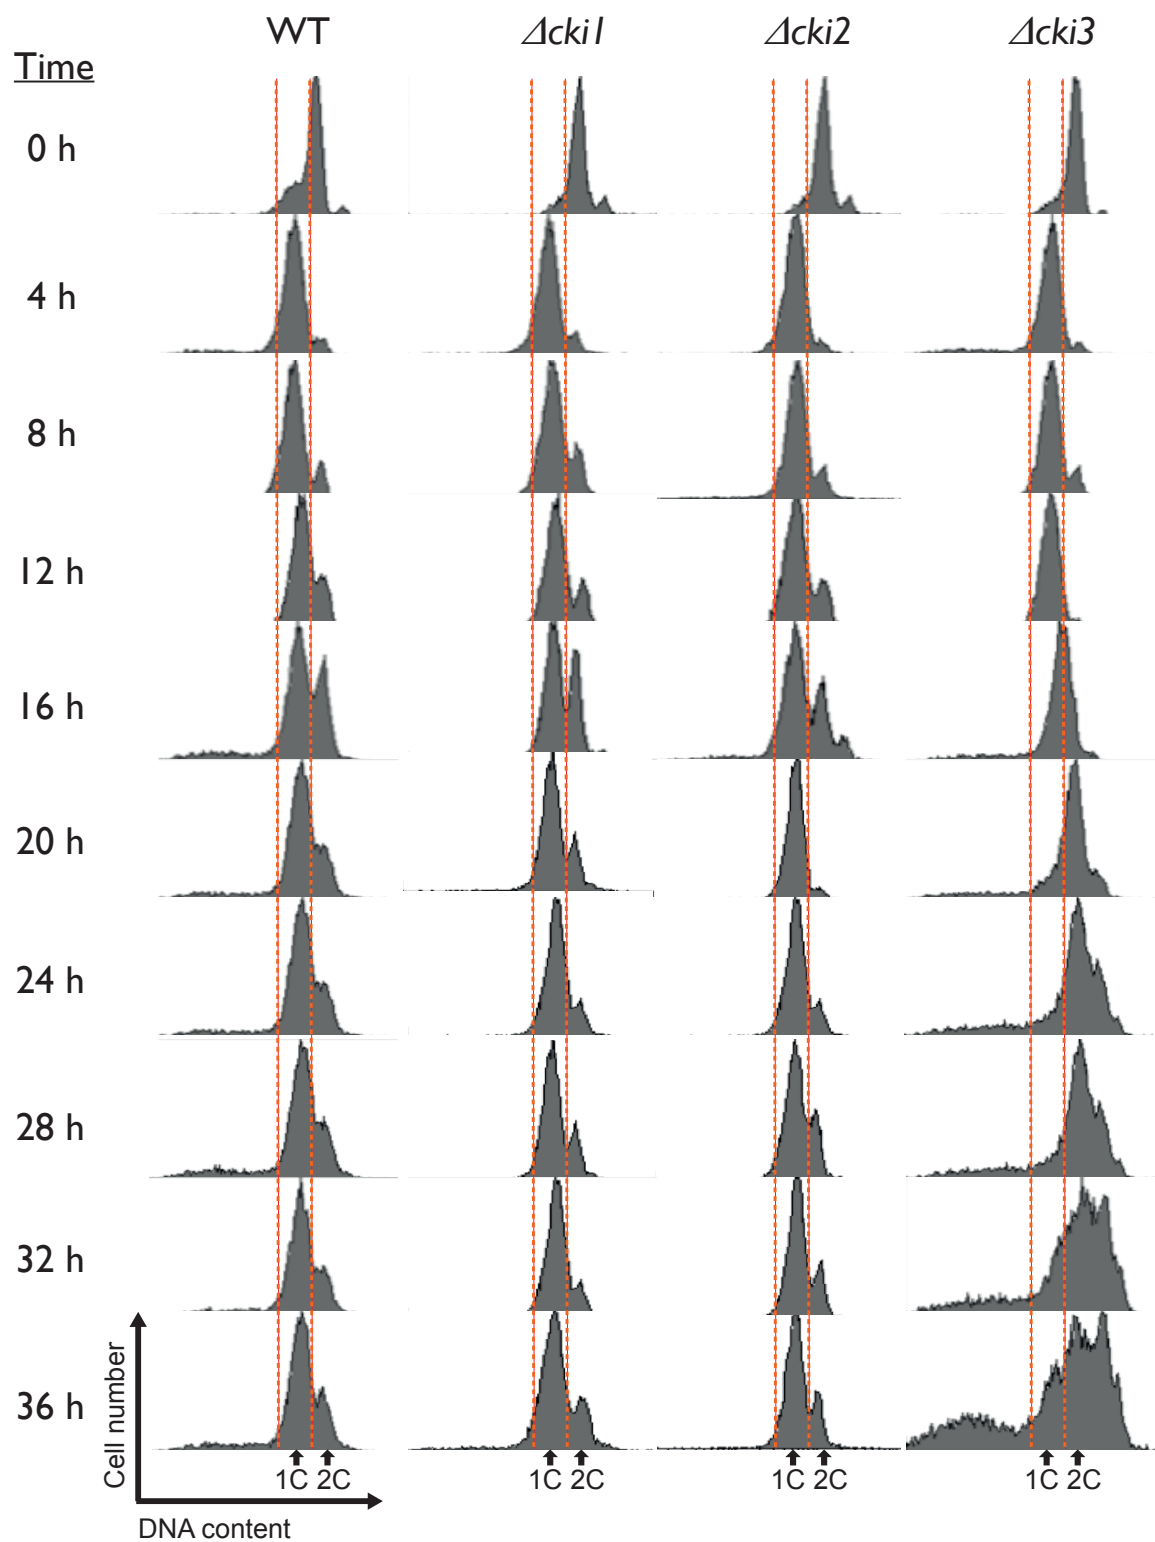 WT Δcki1 Δcki2 Δcki3
Time
0 h
4 h
8 h
12 h
16 h
20 h
24 h
28 h
32 h
36 h
Cell number
1C 2C 1C 2C 1C 2C 1C 2C
DNA content